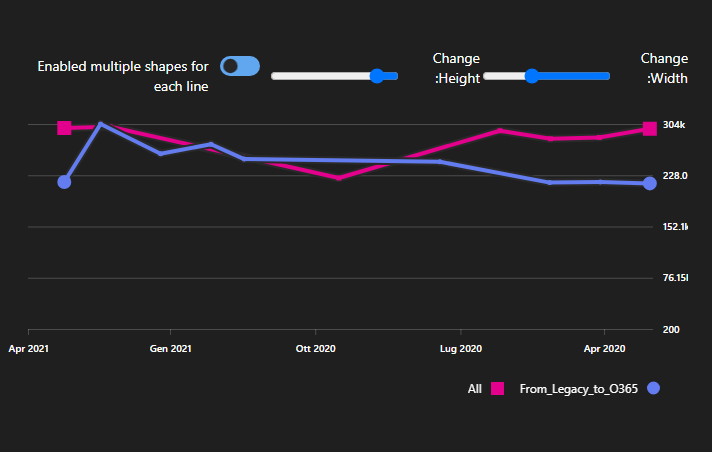 Enabled multiple shapes for
each line
Change
:Height
Change
:Width
304k
228.0
152.1k
76.15k
200
Apr 2021
Gen 2021
Ott 2020
Lug 2020
Apr 2020
All
From_Legacy_to_O365